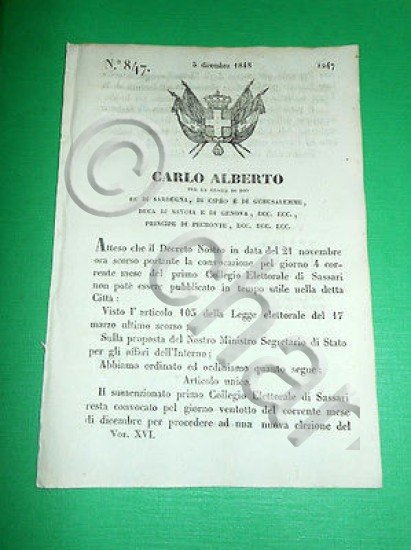 N.º 847. 5 dicembre 1848 1247
CARLO ALBERTO
PER LA GRAZIA DI DIO
RE DI SARDEGNA, DI CIPRO E DI GERUSALEMME,
DUCA DI SAVOIA E DI GENOVA, ECC. ECC.,
PRINCIPE DI PIEMONTE, ECC. ECC. ECC.
Atteso che il Decreto Nostro in data del 21 novembre
ora scorso portante la convocazione pel giorno 4 cor-
rente mese del primo Collegio Elettorale di Sassari
non potè essere pubblicato in tempo utile nella detta
Città;
Visto l'articolo 105 della Legge elettorale del 17
marzo ultimo scorso;
Sulla proposta del Nostro Ministro Segretario di Stato
per gli affari dell'Interno;
Abbiamo ordinato ed ordiniamo quanto segue:
Articolo unico.
Il summenzionato primo Collegio Elettorale di Sassari
resta convocato pel giorno ventotto del corrente mese
di dicembre per procedere ad una nuova elezione del
Vol. XVI.
©